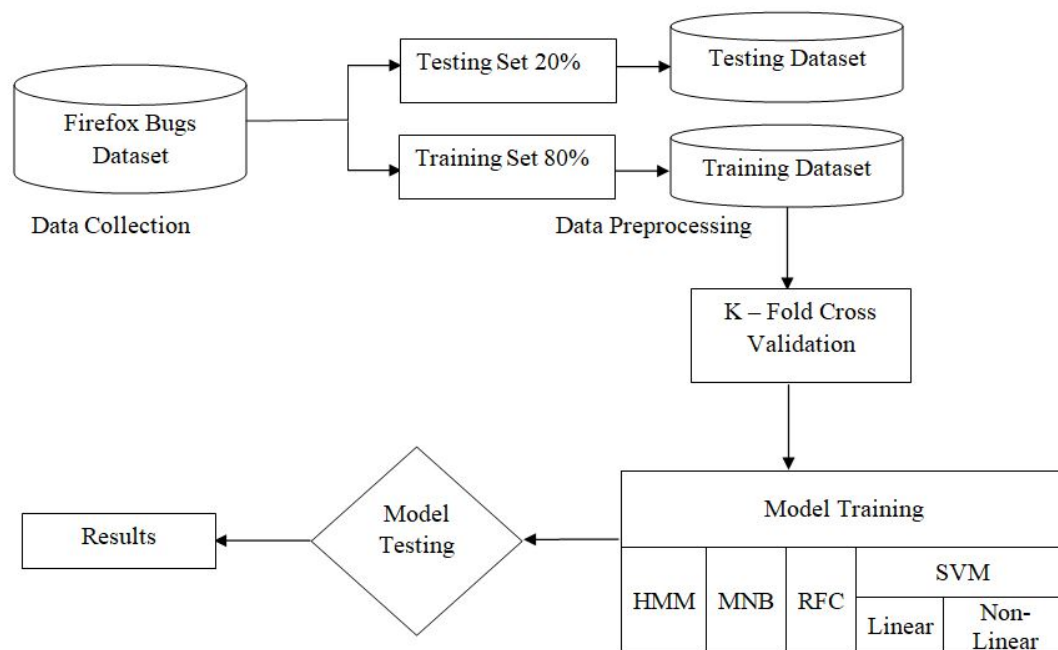 Testing Set 20%
Testing Dataset
Firefox Bugs
Dataset
Training Set 80%
Training Dataset
Data Collection
Data Preprocessing
K – Fold Cross
Validation
Model Training
Model
Testing
Results
HMM
MNB
RFC
SVM
Linear
Non-
Linear